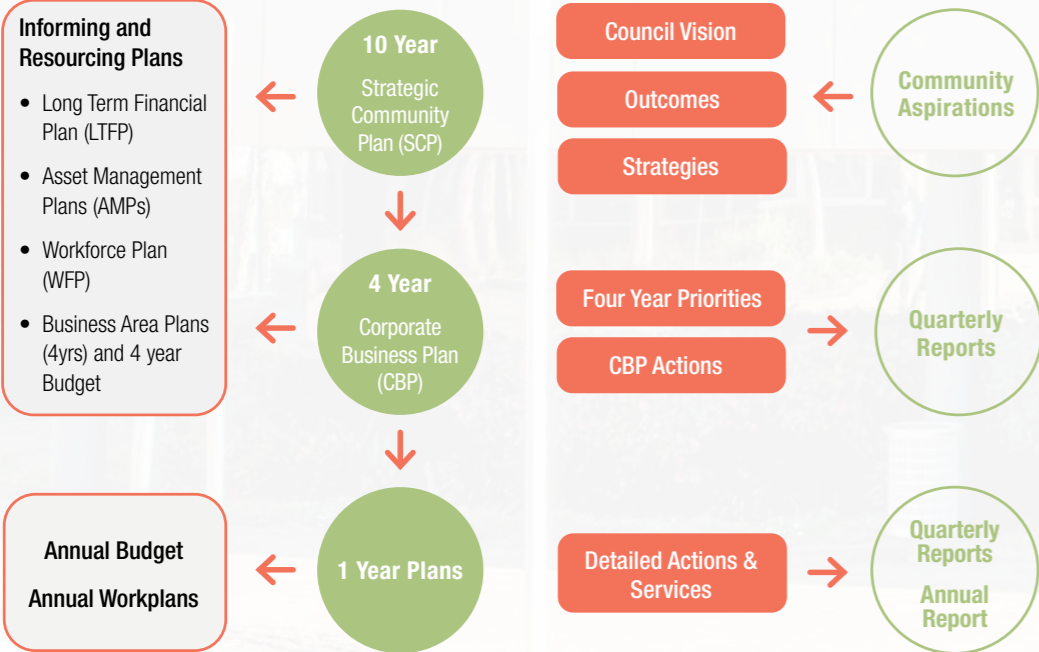 Informing and
Resourcing Plans
• Long Term Financial
Plan (LTFP)
• Asset Management
Plans (AMPs)
• Workforce Plan
(WFP)
• Business Area Plans
(4yrs) and 4 year
Budget
10 Year
Strategic
Community
Plan (SCP)
Council Vision
Outcomes
Strategies
Community
Aspirations
4 Year
Corporate
Business Plan
(CBP)
Four Year Priorities
CBP Actions
Quarterly
Reports
Annual Budget
Annual Workplans
1 Year Plans
Detailed Actions &
Services
Quarterly
Reports
Annual
Report